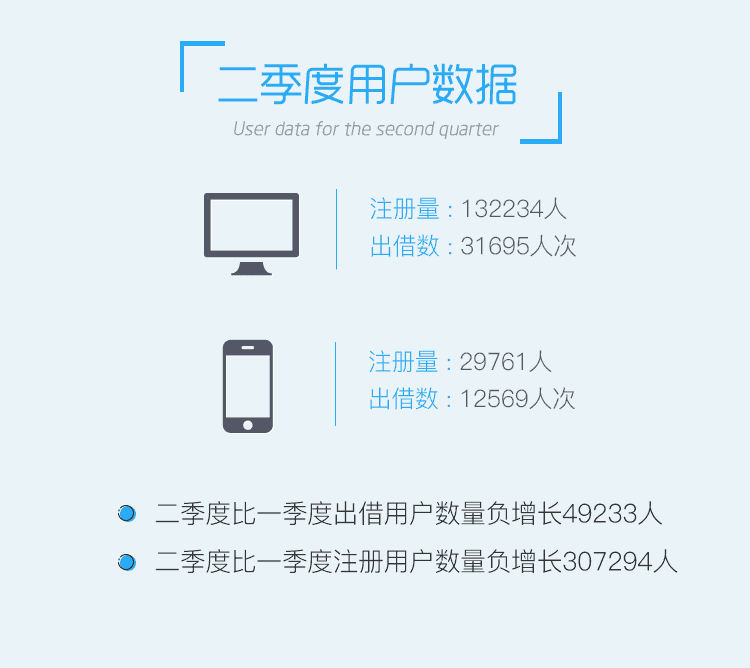 二季度用户数据
User data for the second quarter
注册量：132234人
出借数：31695人次
注册量：29761人
出借数：12569人次
二季度比一季度出借用户数量负增长49233人
二季度比一季度注册用户数量负增长307294人